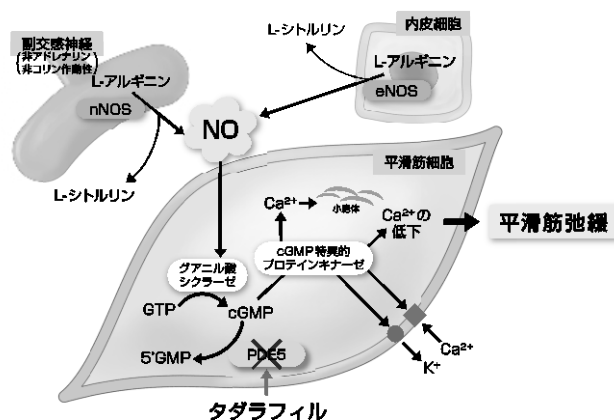 副交感神経
(非アドレナリン
非コリン作動性)
L-アルギニン
nNOS
L-シトルリン
NO
L-シトルリン
内皮細胞
L-アルギニン
eNOS
平滑筋細胞
Ca²⁺
小胞体
Ca²⁺の
低下
平滑筋弛緩
cGMP特異的
プロテインキナーゼ
グアニル酸
シクラーゼ
GTP
cGMP
5'GMP
PDE5
Ca²⁺
K⁺
タダラフィル